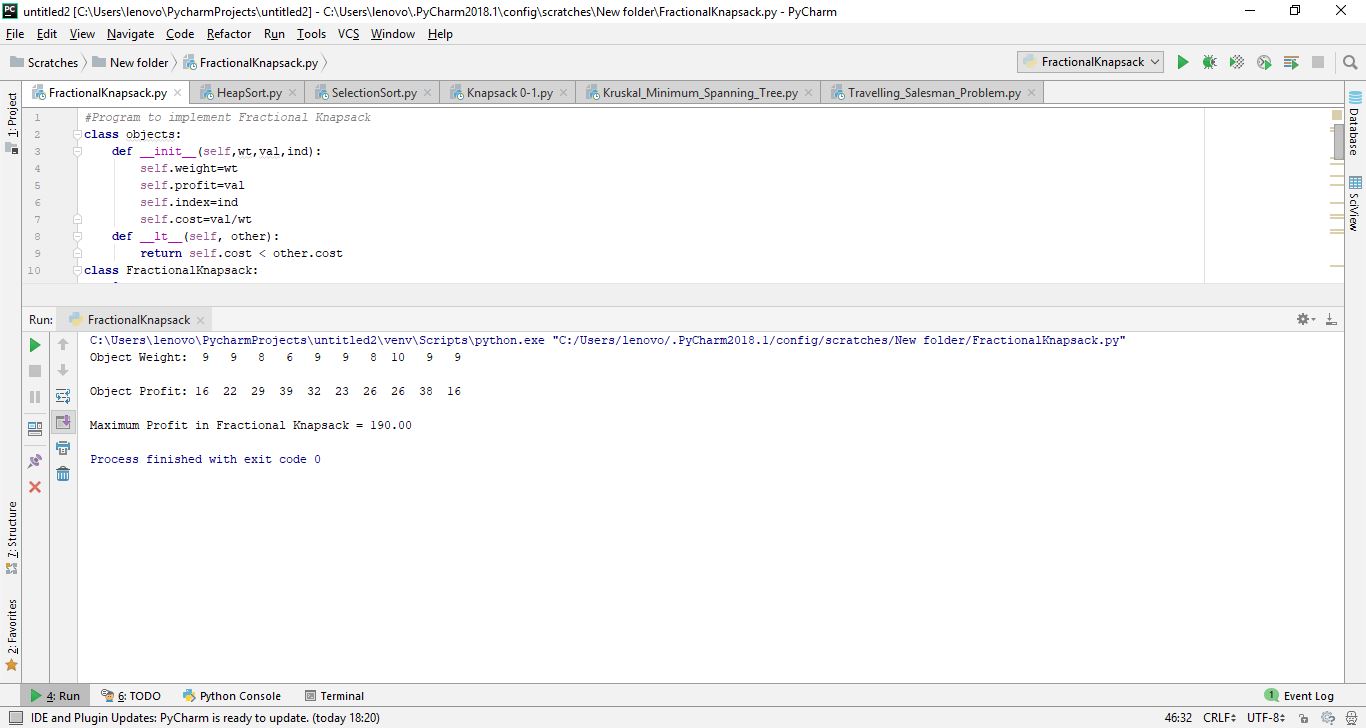 untitled2 [C:\Users\lenovo\PycharmProjects\untitled2] - C:\Users\lenovo\.PyCharm2018.1\config\scratches\New folder\FractionalKnapsack.py - PyCharm
File Edit View Navigate Code Refactor Run Tools VCS Window Help
Scratches New folder FractionalKnapsack.py FractionalKnapsack
FractionalKnapsack.py HeapSort.py SelectionSort.py Knapsack 0-1.py Kruskal_Minimum_Spanning_Tree.py Travelling_Salesman_Problem.py
1: Project
Database
SciView
1 #Program to implement Fractional Knapsack
2 class objects:
3 def __init__(self,wt,val,ind):
4 self.weight=wt
5 self.profit=val
6 self.index=ind
7 self.cost=val/wt
8 def __lt__(self, other):
9 return self.cost < other.cost
10 class FractionalKnapsack:
Run: FractionalKnapsack
C:\Users\lenovo\PycharmProjects\untitled2\venv\Scripts\python.exe "C:/Users/lenovo/.PyCharm2018.1/config/scratches/New folder/FractionalKnapsack.py"
Object Weight: 9 9 8 6 9 9 8 10 9 9
Object Profit: 16 22 29 39 32 23 26 26 38 16
Maximum Profit in Fractional Knapsack = 190.00
Process finished with exit code 0
7: Structure
2: Favorites
4: Run 6: TODO Python Console Terminal 1 Event Log
IDE and Plugin Updates: PyCharm is ready to update. (today 18:20) 46:32 CRLF UTF-8